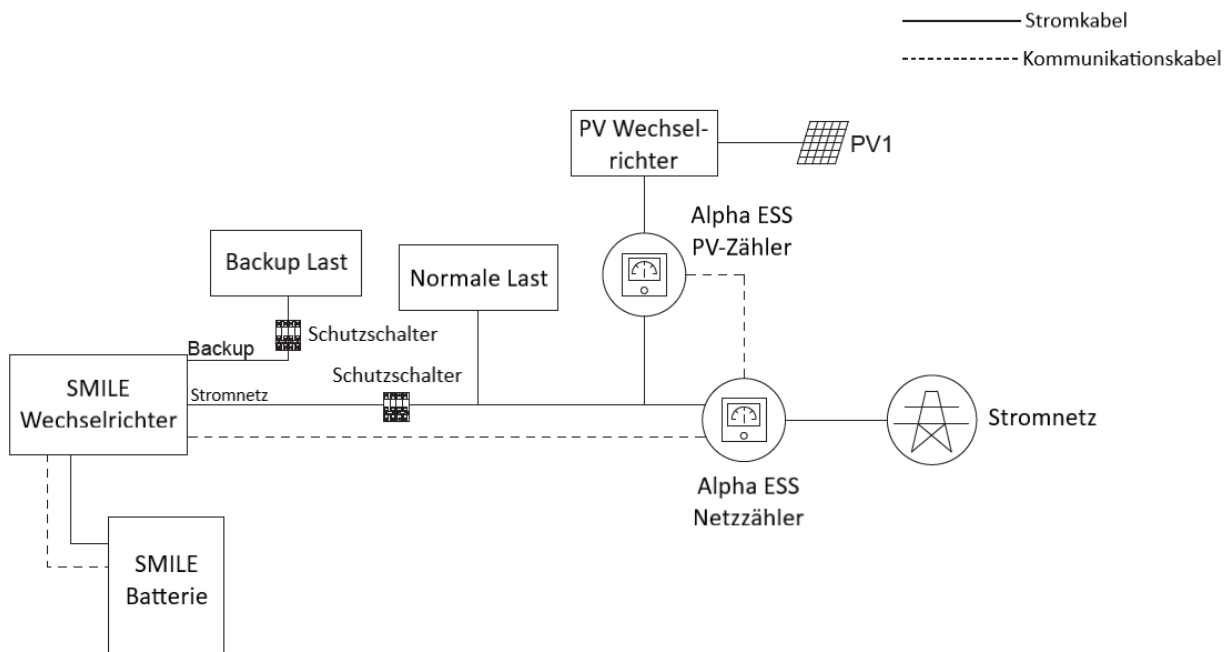 Stromkabel
Kommunikationskabel
PV Wechsel-
richter
PV1
Alpha ESS
PV-Zähler
Backup Last
Normale Last
Schutzschalter
Backup
Schutzschalter
SMILE
Wechselrichter
Stromnetz
Stromnetz
Alpha ESS
Netzzähler
SMILE
Batterie